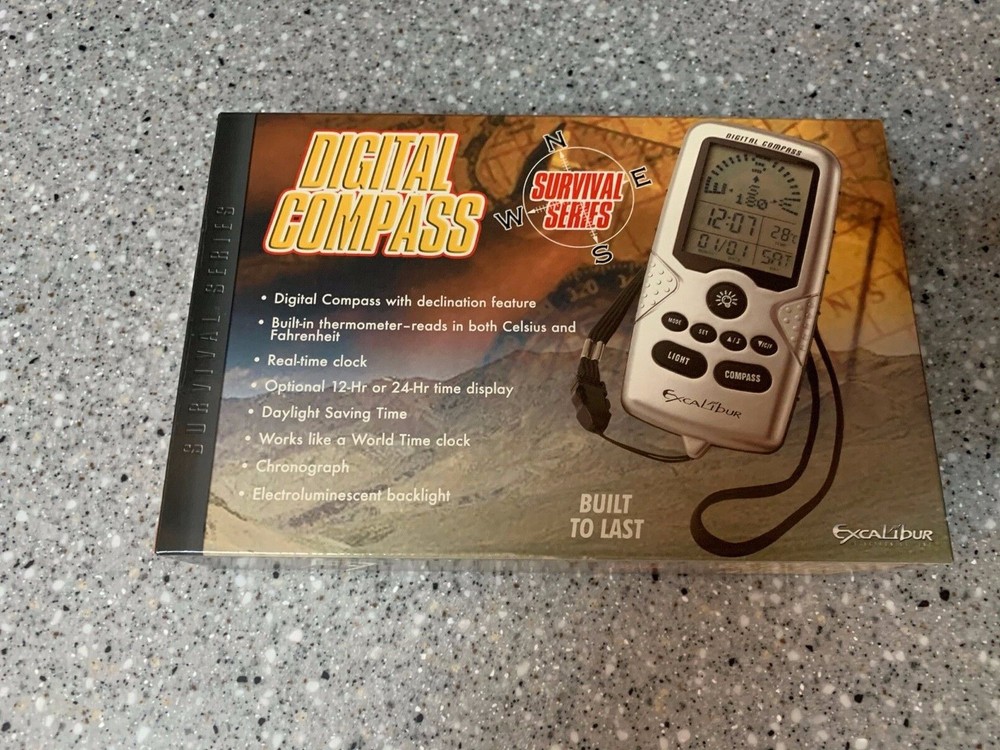 SURVIVAL SERIES
DIGITAL
COMPASS
N
E
W
S
SURVIVAL
SERIES
• Digital Compass with declination feature
• Built-in thermometer–reads in both Celsius and
Fahrenheit
• Real-time clock
• Optional 12-Hr or 24-Hr time display
• Daylight Saving Time
• Works like a World Time clock
• Chronograph
• Electroluminescent backlight
BUILT
TO LAST
DIGITAL COMPASS
180
12:07
28
01/01
SAT
MODE
SET
LIGHT
COMPASS
EXCALIBUR
EXCALIBUR